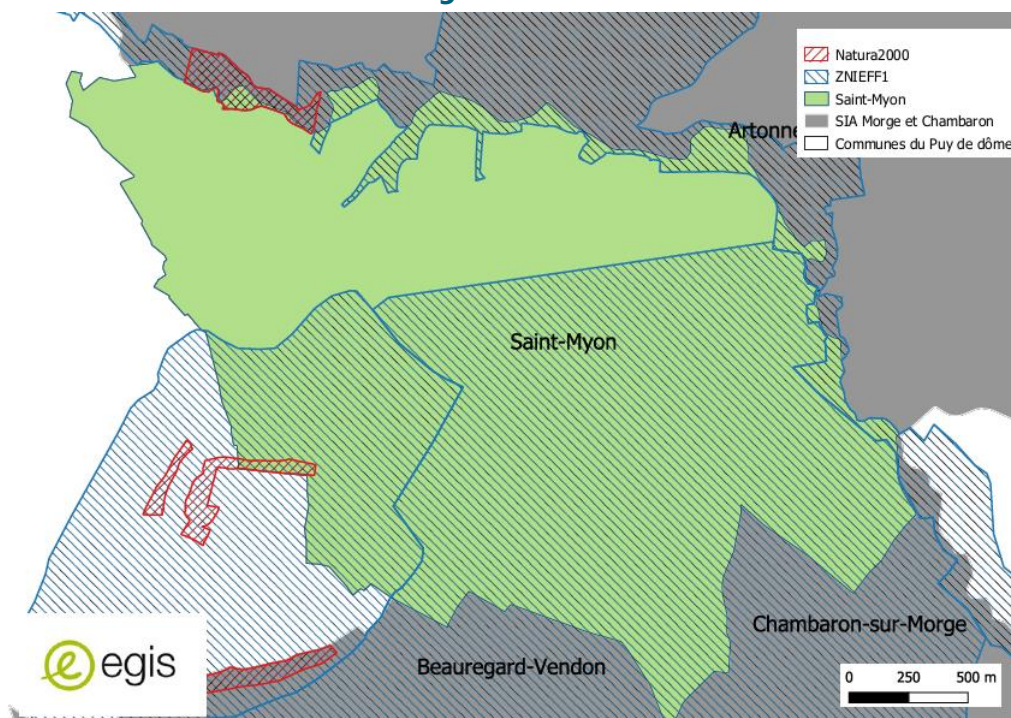 Natura2000
ZNIEFF1
Saint-Myon
SIA Morge et Chambaron
Communes du Puy de dôme
Saint-Myon
Chambaron-sur-Morge
Beauregard-Vendon
egis
0 250 500 m